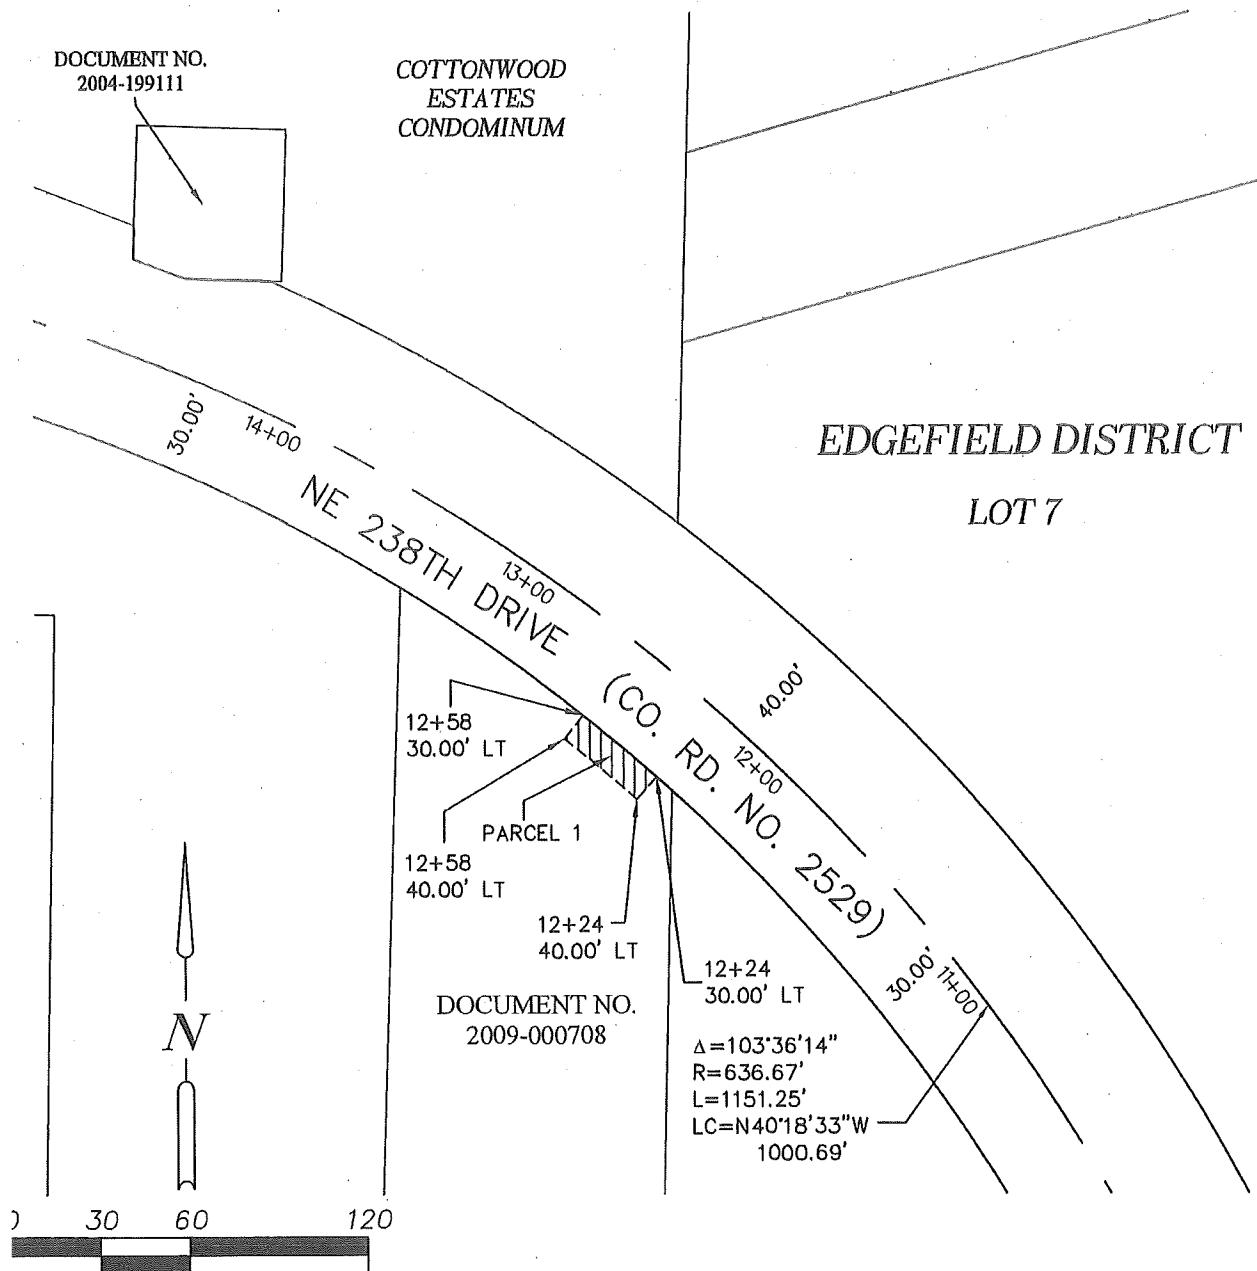 DOCUMENT NO.
2004-199111
COTTONWOOD
ESTATES
CONDOMINUM
EDGEFIELD DISTRICT
LOT 7
30.00'
14+00
NE 238TH DRIVE (CO. RD. NO. 2529)
13+00
40.00'
12+00
12+58
30.00' LT
PARCEL 1
12+58
40.00' LT
12+24
40.00' LT
12+24
30.00' LT
30.00'
11+00
DOCUMENT NO.
2009-000708
Δ=103°36'14"
R=636.67'
L=1151.25'
LC=N40°18'33"W
1000.69'
N
30 60 120